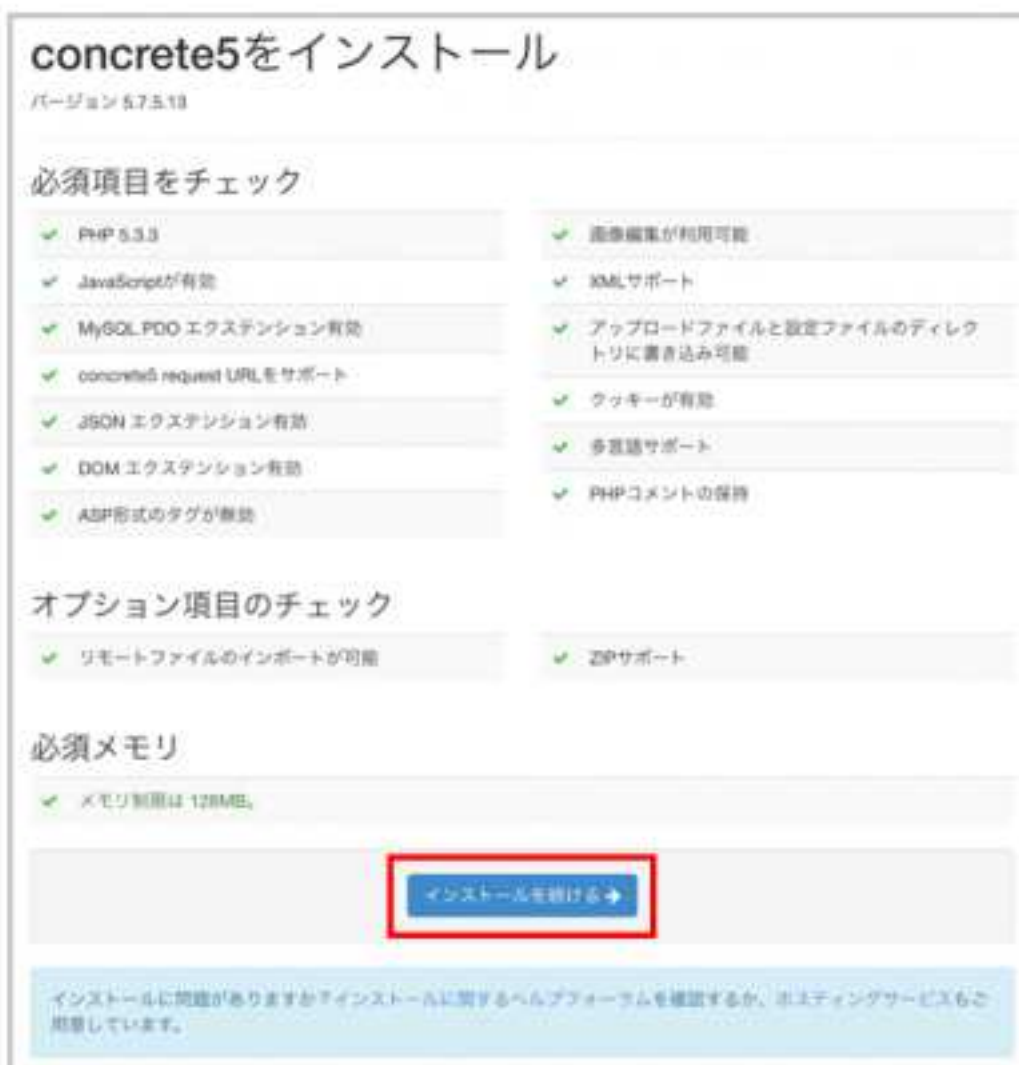 concrete5をインストール
バージョン 5.7.5.13
必須項目をチェック
PHP 5.3.3
JavaScriptが有効
MySQL PDO エクステンション有効
concrete5 request URLをサポート
JSON エクステンション有効
DOM エクステンション有効
ASP形式のタグが無効
画像編集が利用可能
XMLサポート
アップロードファイルと設定ファイルのディレク
トリに書き込み可能
クッキーが有効
多言語サポート
PHPコメントの保持
オプション項目のチェック
リモートファイルのインポートが可能
ZIPサポート
必須メモリ
メモリ制限は 128MB。
インストールを続ける
インストールに問題がありますか？インストールに関するヘルプフォーラムを確認するか、ホスティングサービスもご
用意しています。